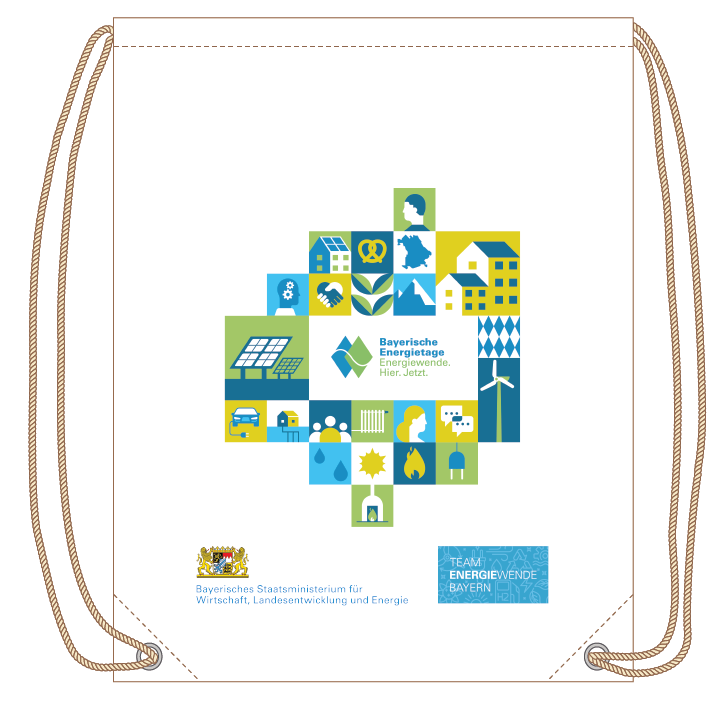 Bayerische
Energietage
Energiewende.
Hier. Jetzt.
Bayerisches Staatsministerium für
Wirtschaft, Landesentwicklung und Energie
TEAM
ENERGIEWENDE
BAYERN